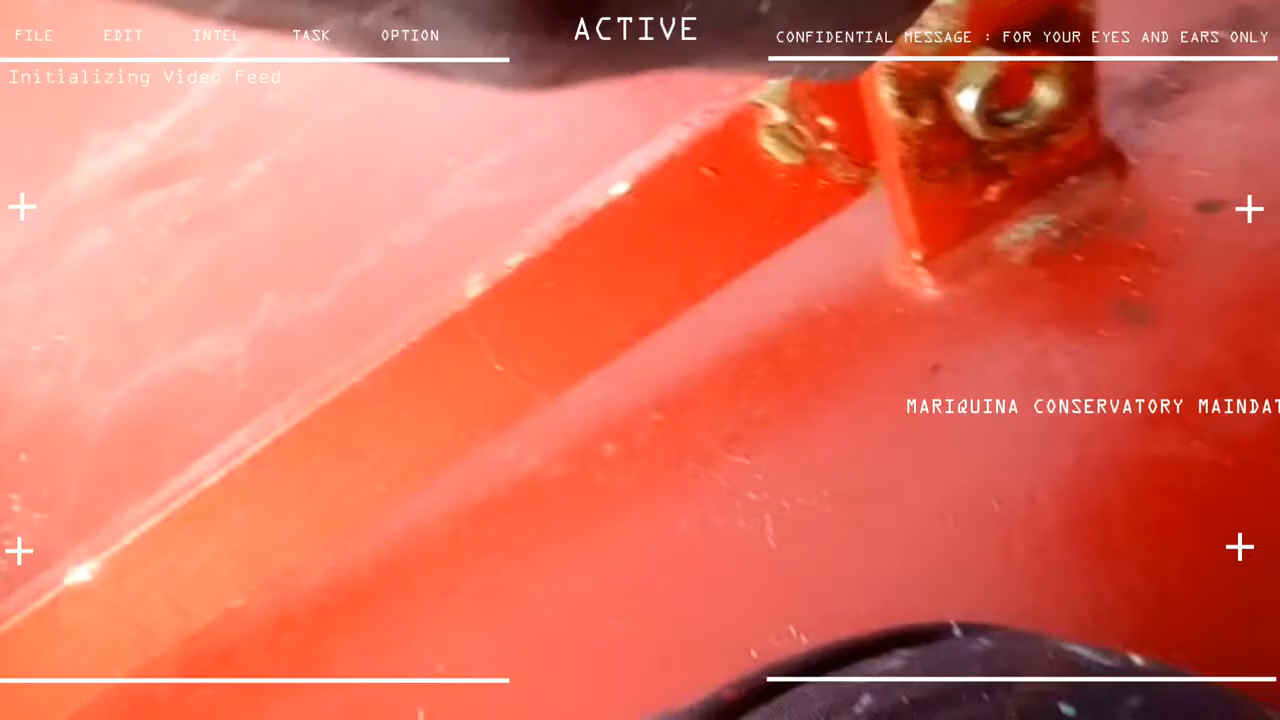 ACTIVE
FILE EDIT INTEL TASK OPTION
CONFIDENTIAL MESSAGE : FOR YOUR EYES AND EARS ONLY
Initializing Video Feed
MARIQUINA CONSERVATORY MAINDAT